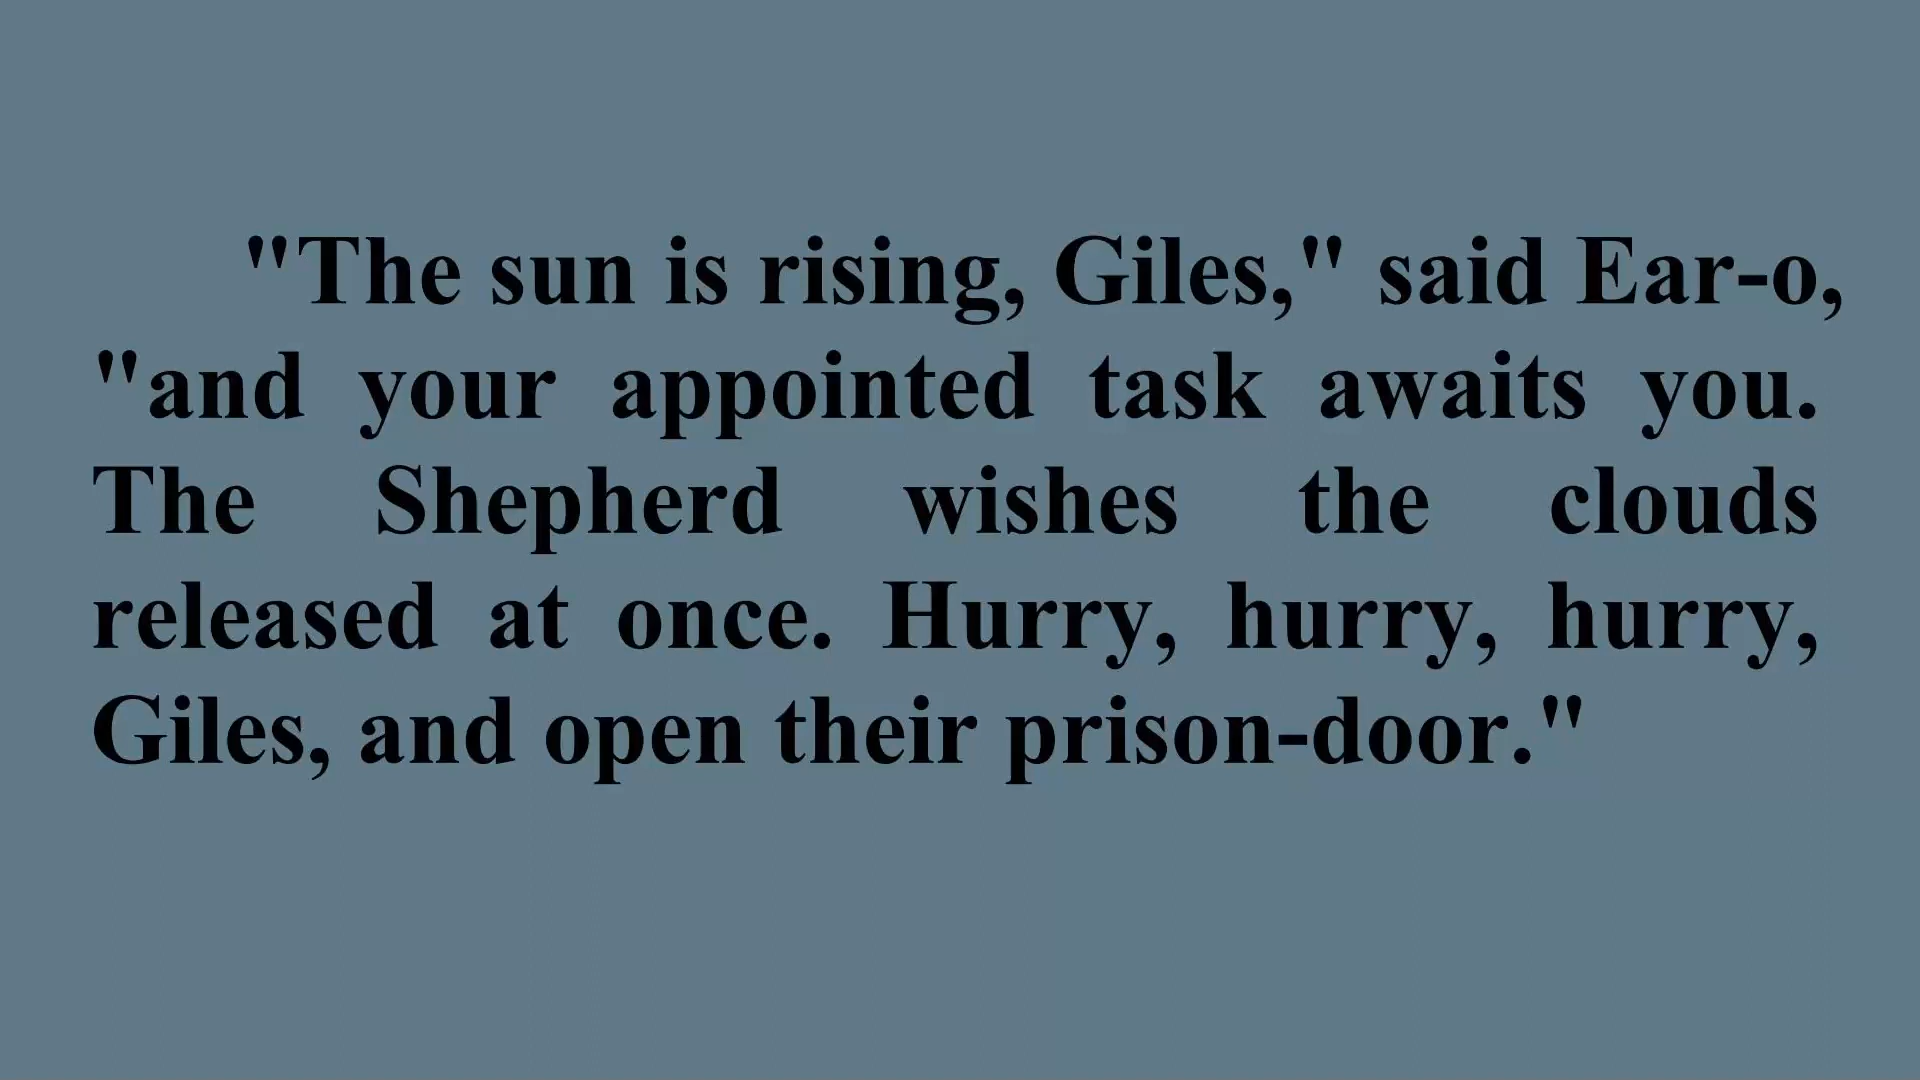 "The sun is rising, Giles," said Ear-o,
"and your appointed task awaits you.
The Shepherd wishes the clouds
released at once. Hurry, hurry, hurry,
Giles, and open their prison-door."